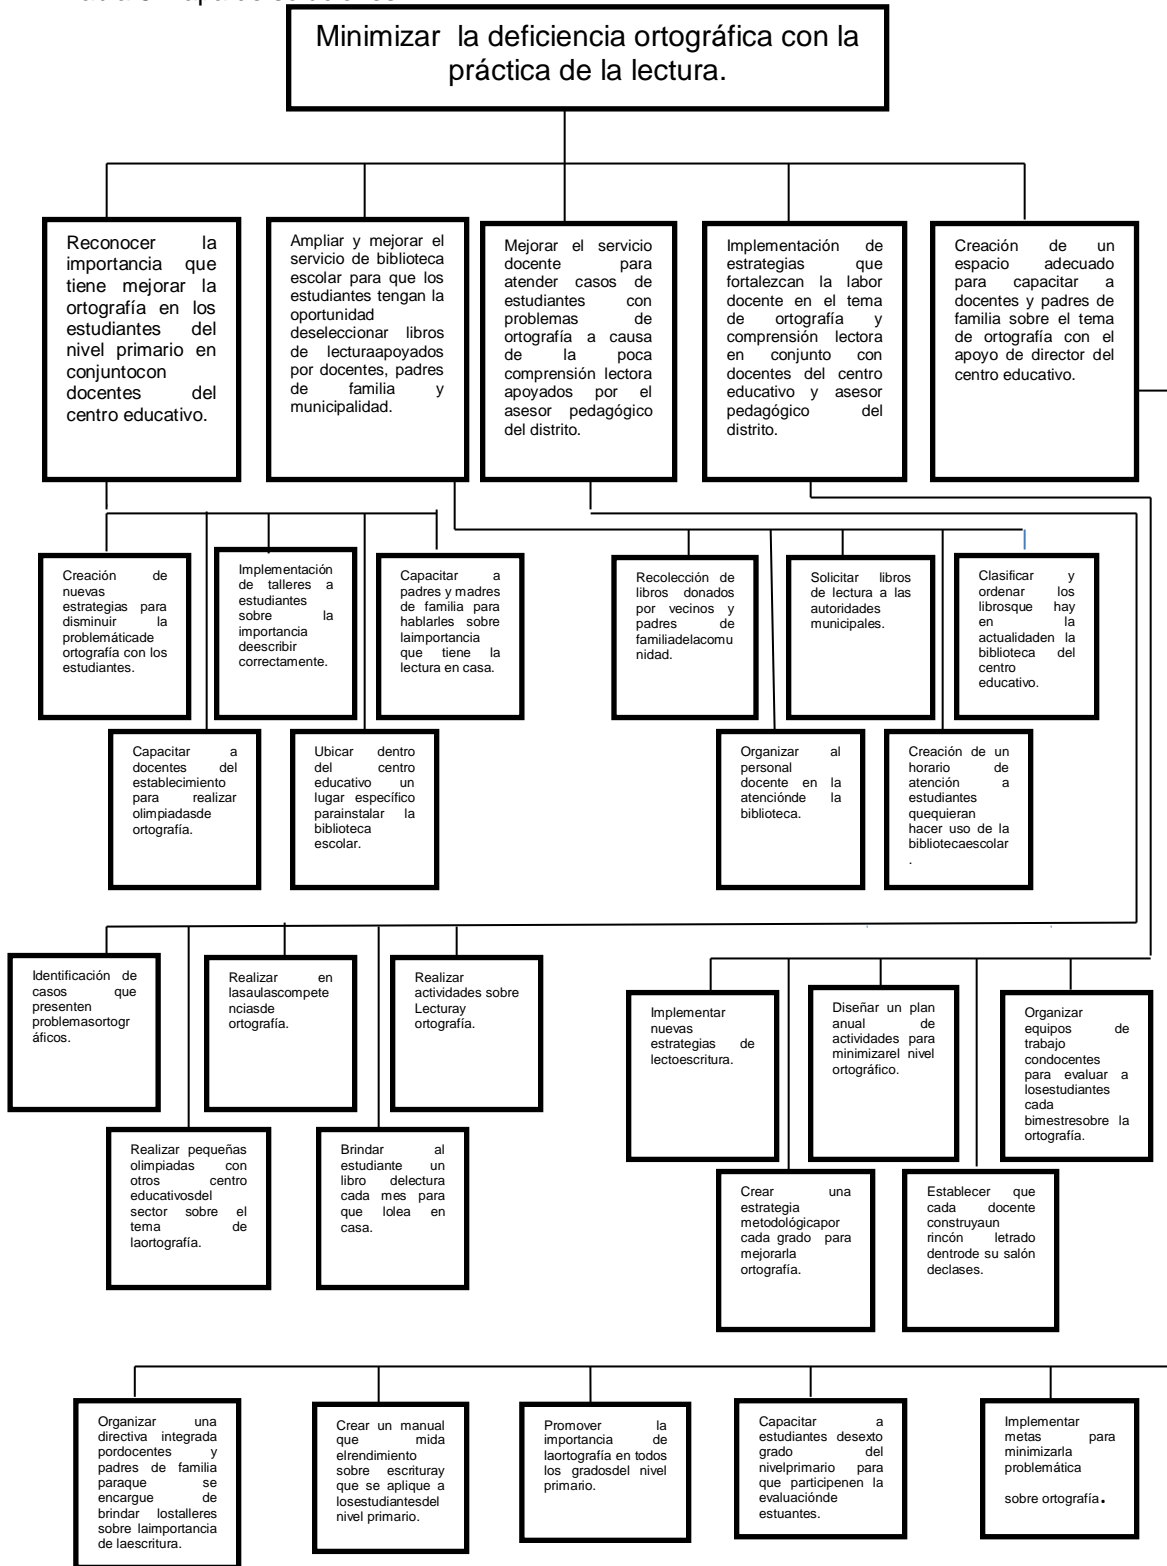 Minimizar la deficiencia ortográfica con la
práctica de la lectura.
Reconocer la
importancia que
tiene mejorar la
ortografía en los
estudiantes del
nivel primario en
conjuntocon
docentes del
centro educativo.
Ampliar y mejorar el
servicio de biblioteca
escolar para que los
estudiantes tengan la
oportunidad
deseleccionar libros
de lecturaapoyados
por docentes, padres
de familia y
municipalidad.
Mejorar el servicio
docente para
atender casos de
estudiantes con
problemas de
ortografía a causa
de la poca
comprensión lectora
apoyados por el
asesor pedagógico
del distrito.
Implementación de
estrategias que
fortalezcan la labor
docente en el tema
de ortografía y
comprensión lectora
en conjunto con
docentes del centro
educativo y asesor
pedagógico del
distrito.
Creación de un
espacio adecuado
para capacitar a
docentes y padres de
familia sobre el tema
de ortografía con el
apoyo de director del
centro educativo.
Creación de
nuevas
estrategias para
disminuir la
problemáticade
ortografía con los
estudiantes.
Implementación
de talleres a
estudiantes
sobre la
importancia
deescribir
correctamente.
Capacitar a
padres y madres
de familia para
hablarles sobre
laimportancia
que tiene la
lectura en casa.
Recolección de
libros donados
por vecinos y
padres de
familiadelacomu
nidad.
Solicitar libros
de lectura a las
autoridades
municipales.
Clasificar y
ordenar los
librosque hay
en la
actualidaden la
biblioteca del
centro
educativo.
Capacitar a
docentes del
establecimiento
para realizar
olimpiadasde
ortografía.
Ubicar dentro
del centro
educativo un
lugar específico
parainstalar la
biblioteca
escolar.
Organizar al
personal
docente en la
atenciónde la
biblioteca.
Creación de un
horario de
atención a
estudiantes
quequieran
hacer uso de la
bibliotecaescolar
.
Identificación de
casos que
presenten
problemasortogr
áficos.
Realizar en
lasaulascompete
nciasde
ortografía.
Realizar
actividades sobre
Lecturay
ortografía.
Implementar
nuevas
estrategias de
lectoescritura.
Diseñar un plan
anual de
actividades para
minimizarel nivel
ortográfico.
Organizar
equipos de
trabajo
condocentes
para evaluar a
losestudiantes
cada
bimestresobre la
ortografía.
Realizar pequeñas
olimpiadas con
otros centro
educativosdel
sector sobre el
tema de
laortografía.
Brindar al
estudiante un
libro delectura
cada mes para
que lolea en
casa.
Crear una
estrategia
metodológicapor
cada grado para
mejorarla
ortografía.
Establecer que
cada docente
construyaun
rincón letrado
dentrode su salón
declases.
Organizar una
directiva integrada
pordocentes y
padres de familia
paraque se
encargue de
brindar lostalleres
sobre laimportancia
de laescritura.
Crear un manual
que mida
elrendimiento
sobre escrituray
que se aplique a
losestudiantesdel
nivel primario.
Promover la
importancia de
laortografía en todos
los gradosdel nivel
primario.
Capacitar a
estudiantes desexto
grado del
nivelprimario para
que participenen la
evaluaciónde
estuantes.
Implementar
metas para
minimizarla
problemática
sobre ortografía.